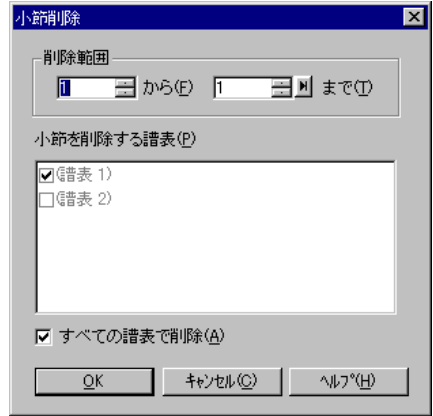 小節削除
削除範囲
1 から(F) 1 まで(T)
小節を削除する譜表(P)
(譜表 1)
(譜表 2)
すべての譜表で削除(A)
OK キャンセル(C) ヘルプ(H)